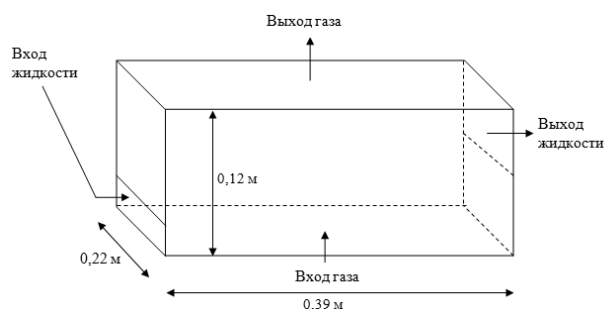 Выход газа
Вход
жидкости
Выход
жидкости
0,12 м
0,22 м
Вход газа
0,39 м